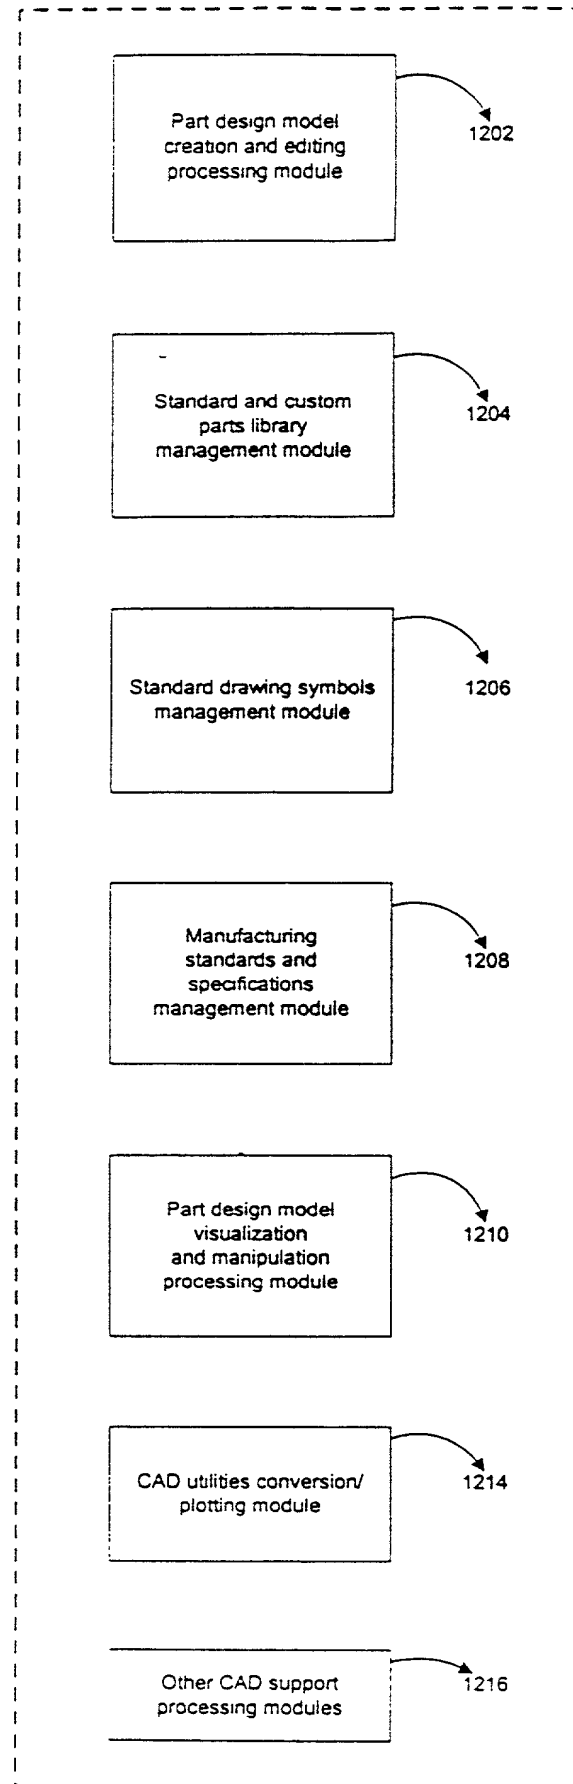 Part design model
creation and editing
processing module
1202
Standard and custom
parts library
management module
1204
Standard drawing symbols
management module
1206
Manufacturing
standards and
specifications
management module
1208
Part design model
visualization
and manipulation
processing module
1210
CAD utilities conversion/
plotting module
1214
Other CAD support
processing modules
1216